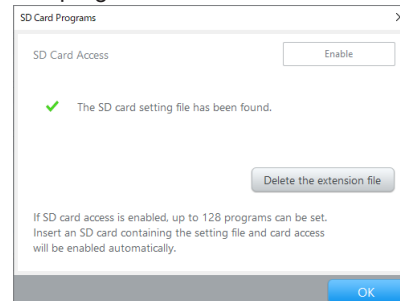 SD Card Programs
SD Card Access
Enable
The SD card setting file has been found.
Delete the extension file
If SD card access is enabled, up to 128 programs can be set.
Insert an SD card containing the setting file and card access
will be enabled automatically.
OK